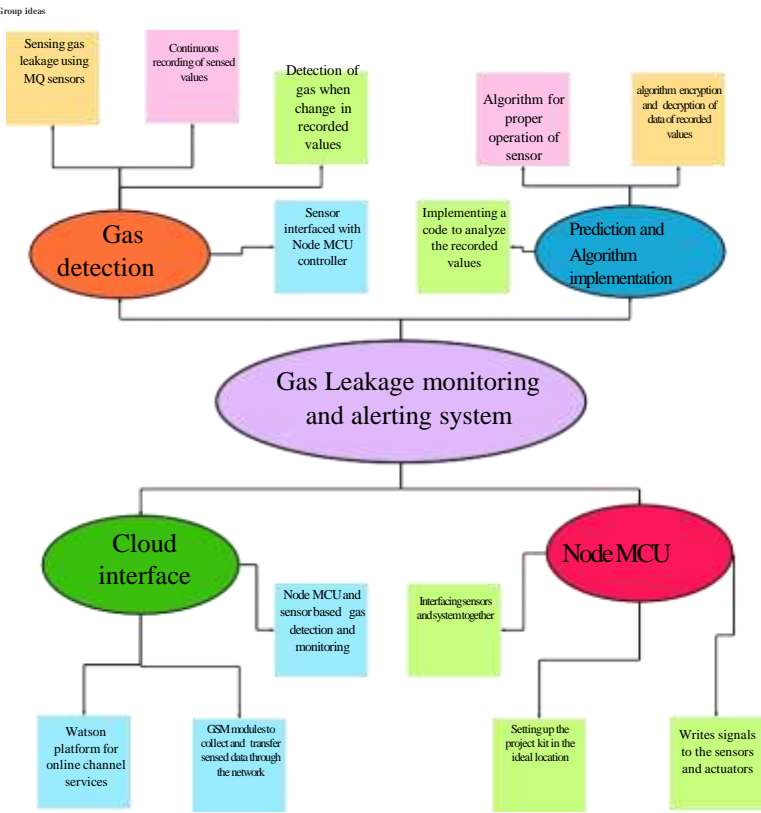 Group ideas
Sensing gas
leakage using
MQ sensors
Continuous
recording of sensed
values
Detection of
gas when
change in
recorded
values
Algorithm for
proper
operation of
sensor
algorithm encryption
and decryption of
data of recorded
values
Gas
detection
Sensor
interfaced with
Node MCU
controller
Implementing a
code to analyze
the recorded
values
Prediction and
Algorithm
implementation
Gas Leakage monitoring
and alerting system
Cloud
interface
Node MCU
Node MCU and
sensor based gas
detection and
monitoring
Interfacing sensors
and system together
Watson
platform for
online channel
services
GSM modules to
collect and transfer
sensed data through
the network
Setting up the
project kit in the
ideal location
Writes signals
to the sensors
and actuators